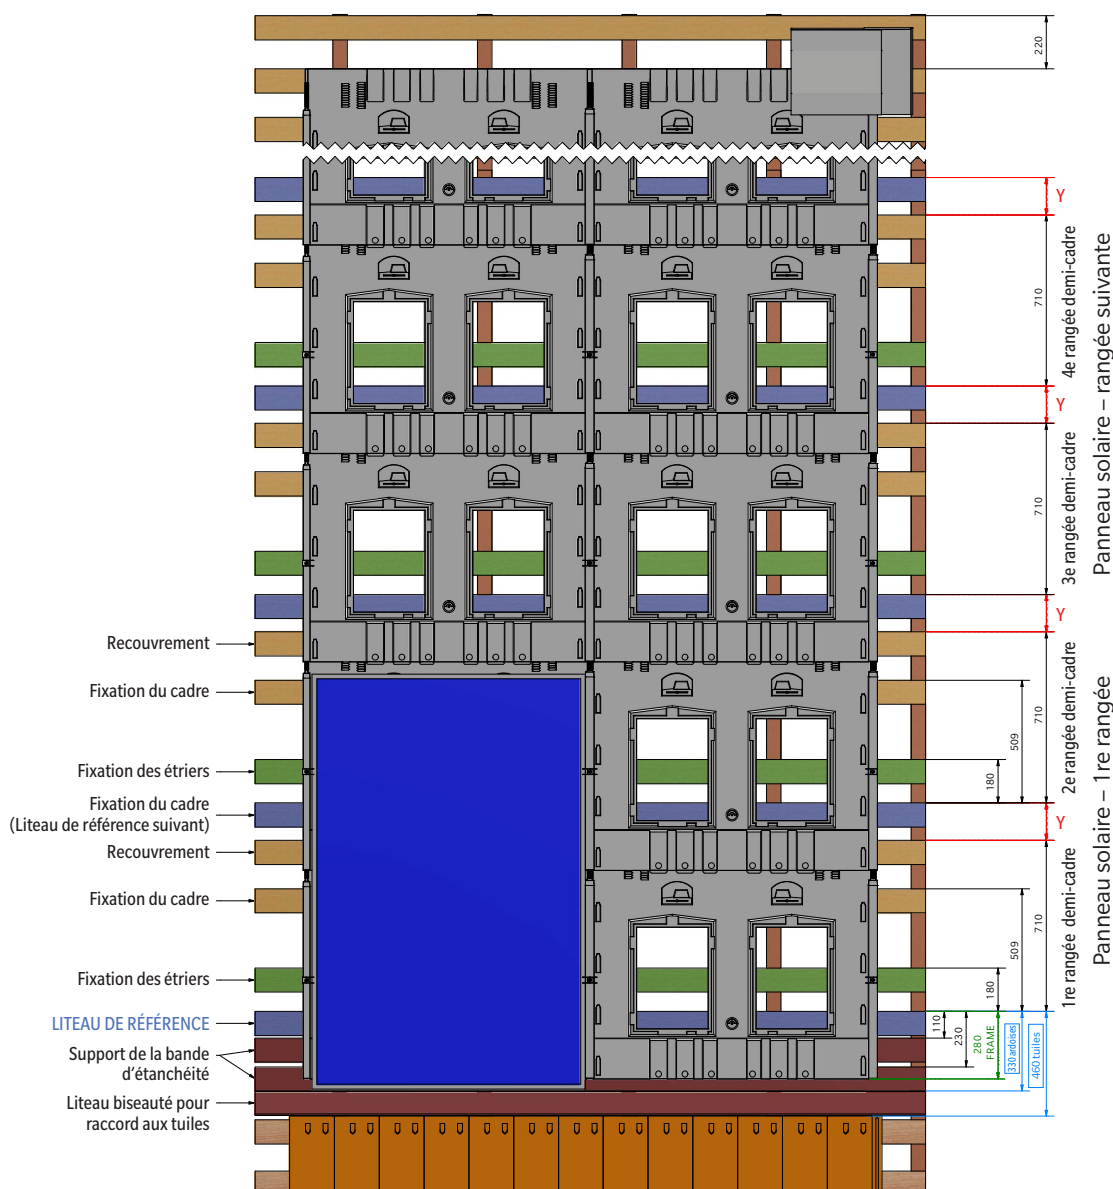 220
Y
4e rangée demi-cadre
710
Panneau solaire – rangée suivante
Y
3e rangée demi-cadre
710
Y
Recouvrement
Fixation du cadre
2e rangée demi-cadre
710
509
180
Panneau solaire – 1re rangée
Fixation des étriers
Fixation du cadre
(Liteau de référence suivant)
Y
Recouvrement
Fixation du cadre
1re rangée demi-cadre
710
509
180
Fixation des étriers
LITEAU DE RÉFÉRENCE
110
230
280
FRAME
330 ardoises
460 tuiles
Support de la bande
d'étanchéité
Liteau biseauté pour
raccord aux tuiles